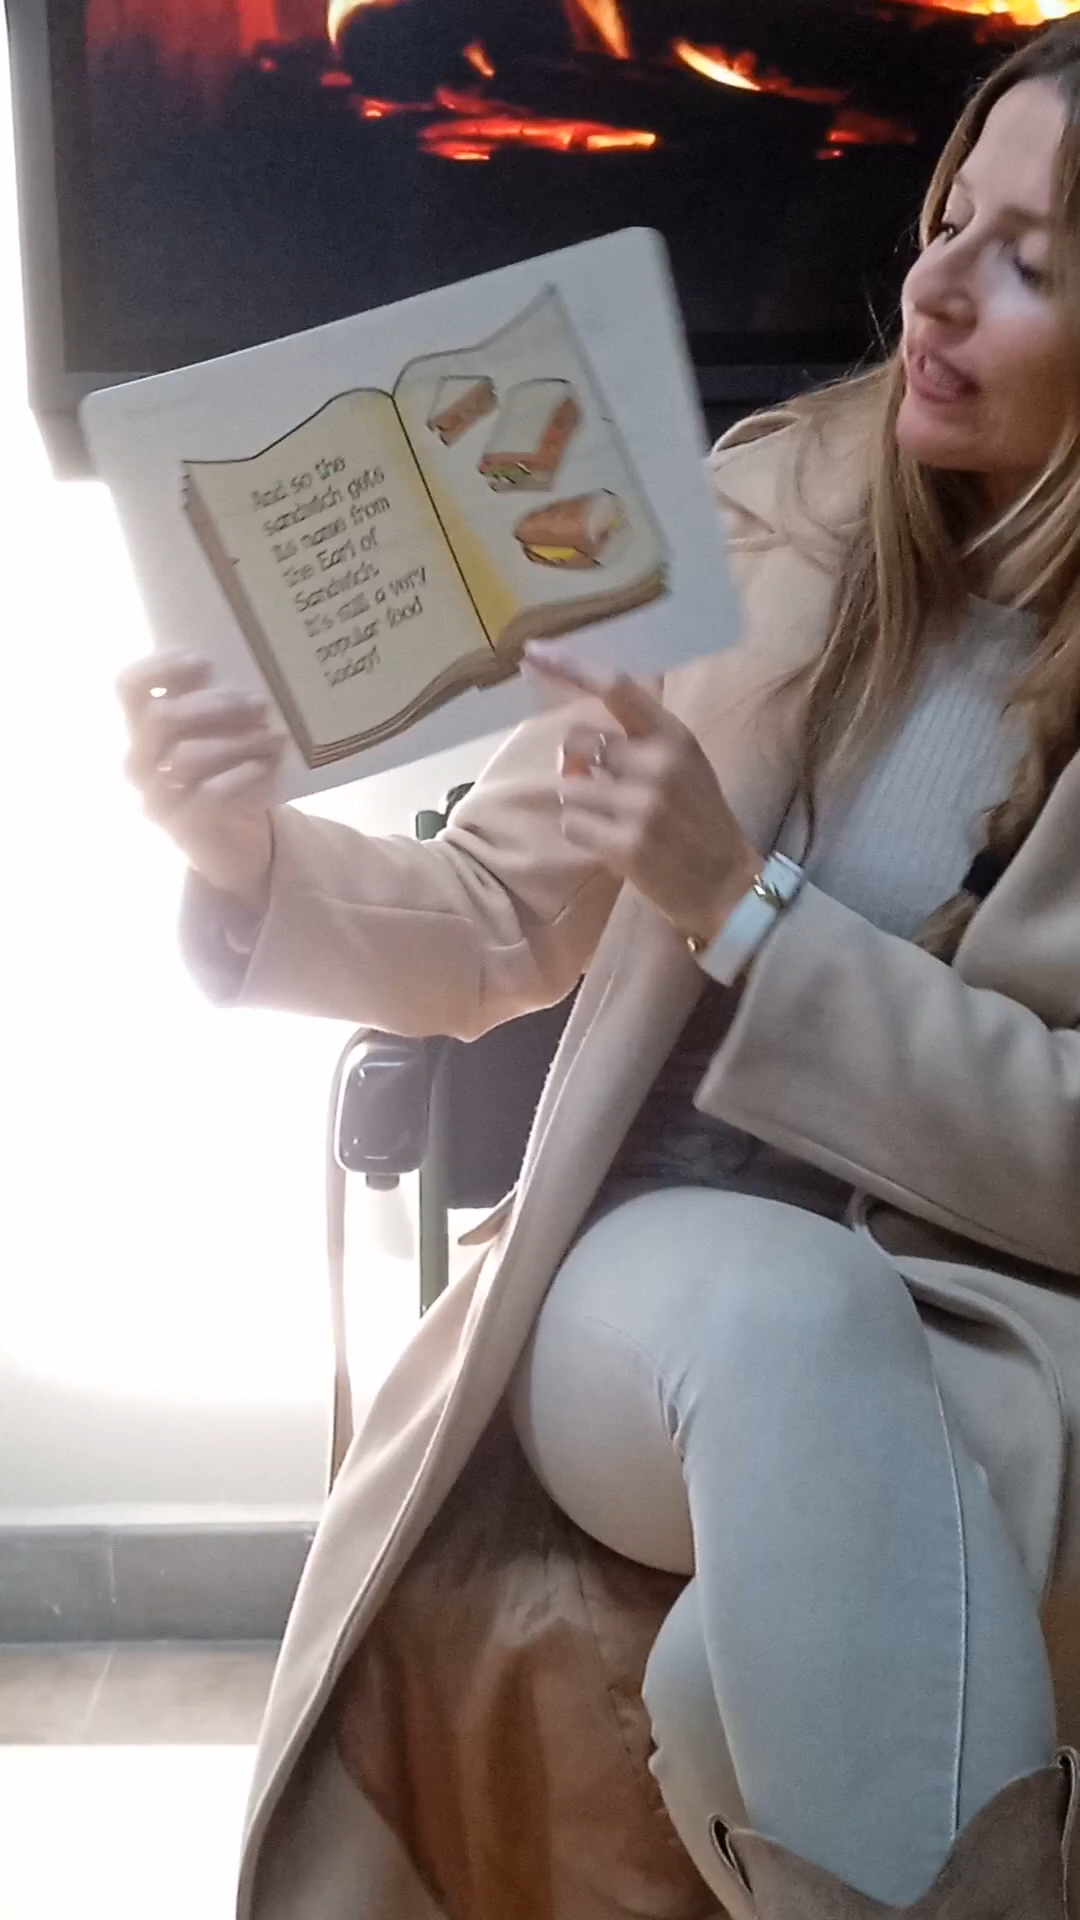 And so the
sandwich gets
its name from
the Earl of
Sandwich.
It's still a very
popular food
today!